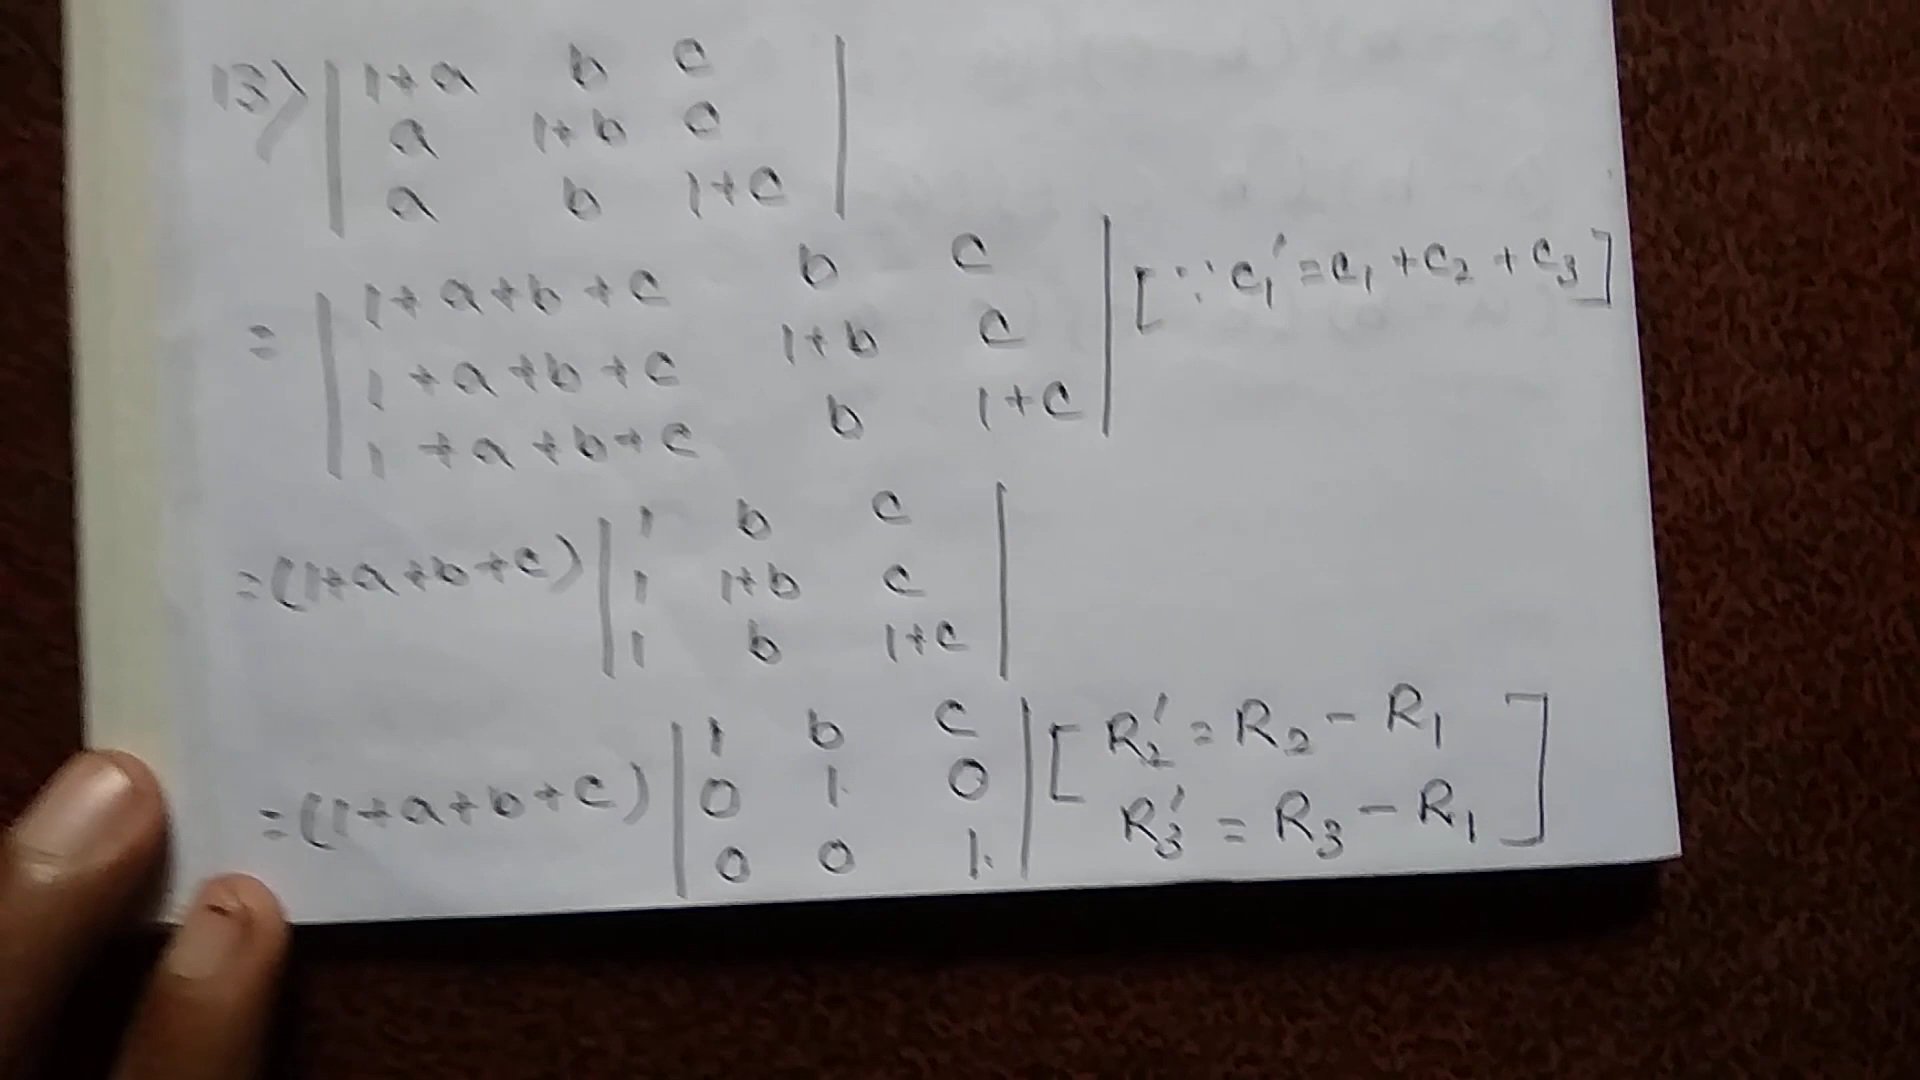 13) | 1+a b c |
| a 1+b c |
| a b 1+c |
= | 1+a+b+c b c | [∵ c₁′ = c₁ + c₂ + c₃]
| 1+a+b+c 1+b c |
| 1+a+b+c b 1+c |
= (1+a+b+c) | 1 b c |
| 1 1+b c |
| 1 b 1+c |
= (1+a+b+c) | 1 b c | [ R₂′ = R₂ - R₁
| 0 1 0 |
| 0 0 1 | R₃′ = R₃ - R₁ ]